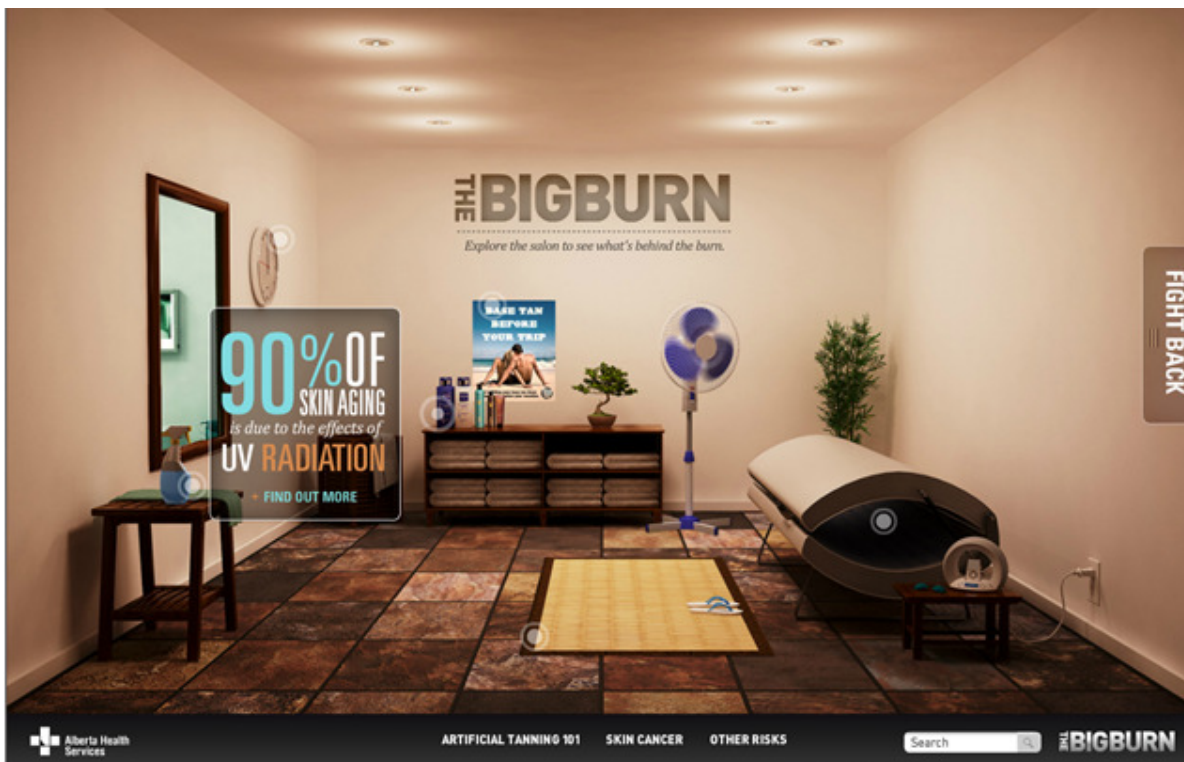 THE BIGBURN
Explore the salon to see what's behind the burn.
BASE TAN
BEFORE
YOUR TRIP
90% OF
SKIN AGING
is due to the effects of
UV RADIATION
+ FIND OUT MORE
FIGHT BACK
Alberta Health
Services
ARTIFICIAL TANNING 101
SKIN CANCER
OTHER RISKS
Search
THE BIGBURN